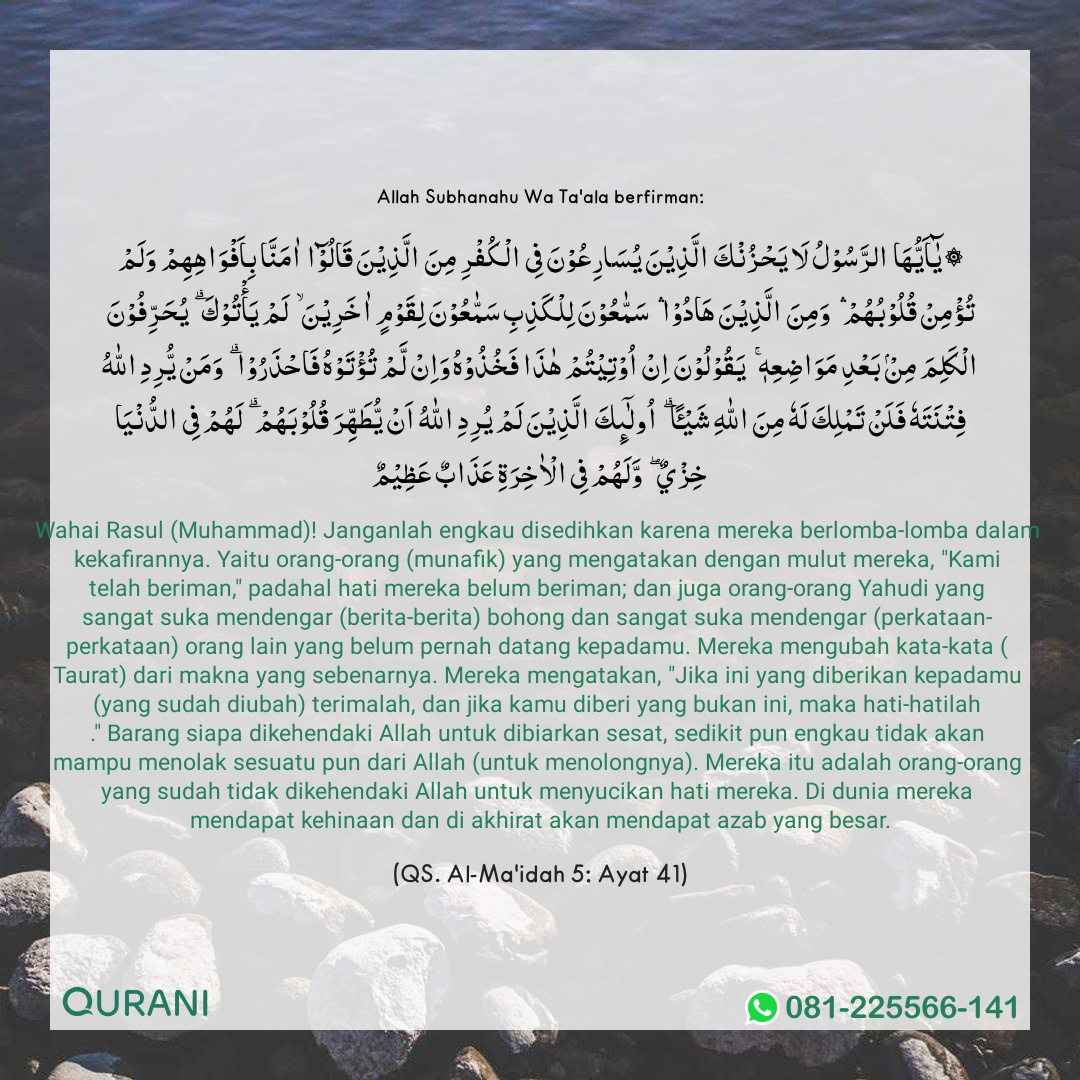 Allah Subhanahu Wa Ta'ala berfirman:
۞ يٰٓاَيُّهَا الرَّسُوْلُ لَا يَحْزُنْكَ الَّذِيْنَ يُسَارِعُوْنَ فِى الْكُفْرِ مِنَ الَّذِيْنَ قَالُوْٓا اٰمَنَّا بِاَفْوَاهِهِمْ وَلَمْ
تُؤْمِنْ قُلُوْبُهُمْ ۛ وَمِنَ الَّذِيْنَ هَادُوْا ۛ سَمّٰعُوْنَ لِلْكَذِبِ سَمّٰعُوْنَ لِقَوْمٍ اٰخَرِيْنَ ۙ لَمْ يَأْتُوْكَ ۗ يُحَرِّفُوْنَ
الْكَلِمَ مِنْۢ بَعْدِ مَوَاضِعِهٖ ۚ يَقُوْلُوْنَ اِنْ اُوْتِيْتُمْ هٰذَا فَخُذُوْهُ وَاِنْ لَّمْ تُؤْتَوْهُ فَاحْذَرُوْا ۗ وَمَنْ يُّرِدِ اللّٰهُ
فِتْنَتَهٗ فَلَنْ تَمْلِكَ لَهٗ مِنَ اللّٰهِ شَيْـًٔا ۗ اُولٰۤىِٕكَ الَّذِيْنَ لَمْ يُرِدِ اللّٰهُ اَنْ يُّطَهِّرَ قُلُوْبَهُمْ ۗ لَهُمْ فِى الدُّنْيَا
خِزْيٌ ۖ وَّلَهُمْ فِى الْاٰخِرَةِ عَذَابٌ عَظِيْمٌ
Wahai Rasul (Muhammad)! Janganlah engkau disedihkan karena mereka berlomba-lomba dalam
kekafirannya. Yaitu orang-orang (munafik) yang mengatakan dengan mulut mereka, "Kami
telah beriman," padahal hati mereka belum beriman; dan juga orang-orang Yahudi yang
sangat suka mendengar (berita-berita) bohong dan sangat suka mendengar (perkataan-
perkataan) orang lain yang belum pernah datang kepadamu. Mereka mengubah kata-kata (
Taurat) dari makna yang sebenarnya. Mereka mengatakan, "Jika ini yang diberikan kepadamu
(yang sudah diubah) terimalah, dan jika kamu diberi yang bukan ini, maka hati-hatilah
." Barang siapa dikehendaki Allah untuk dibiarkan sesat, sedikit pun engkau tidak akan
mampu menolak sesuatu pun dari Allah (untuk menolongnya). Mereka itu adalah orang-orang
yang sudah tidak dikehendaki Allah untuk menyucikan hati mereka. Di dunia mereka
mendapat kehinaan dan di akhirat akan mendapat azab yang besar.
(QS. Al-Ma'idah 5: Ayat 41)
QURANI
081-225566-141